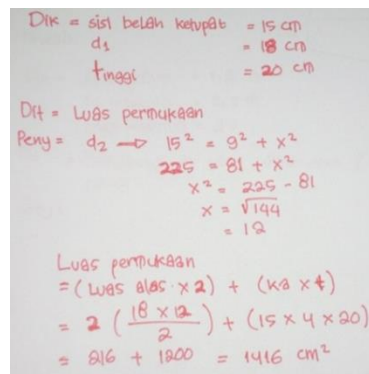 Dik = sisi belah ketupat = 15 cm
d₁ = 18 cm
tinggi = 20 cm
Dit = Luas permukaan
Peny = d₂ → 15² = 9² + x²
225 = 81 + x²
x² = 225 - 81
x = √144
= 12
Luas permukaan
= (Luas alas × 2) + (ka × 4)
= 2 (18 × 12 / 2) + (15 × 4 × 20)
= 216 + 1200 = 1416 cm²